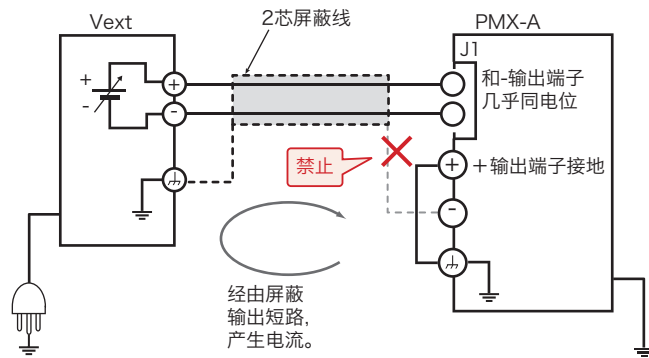 2芯屏蔽线
Vext
PMX-A
J1
+
-
+
-
和-输出端子
几乎同电位
禁止
+
+输出端子接地
-
经由屏蔽
输出短路,
产生电流。